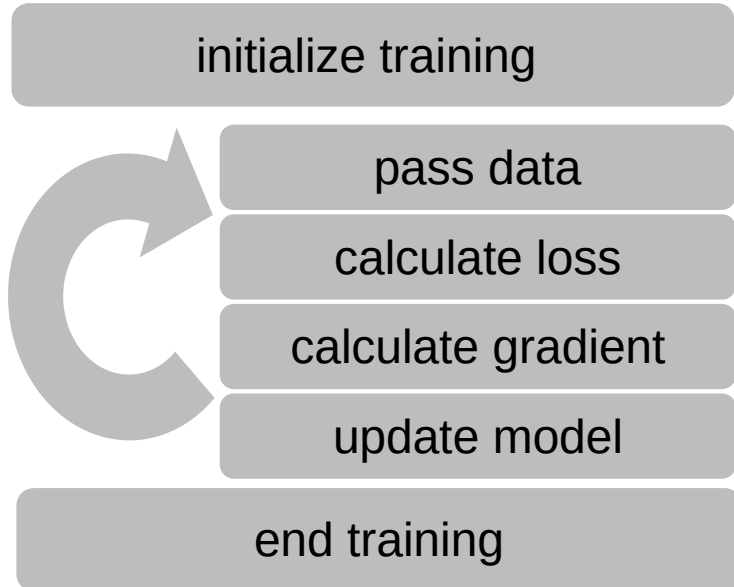 initialize training
pass data
calculate loss
calculate gradient
update model
end training